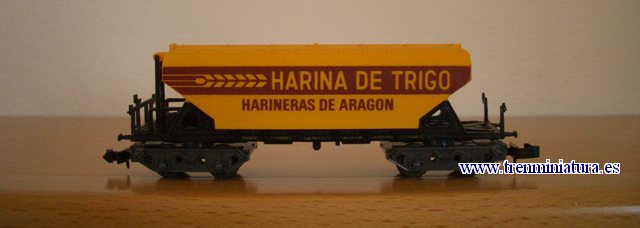 HARINA DE TRIGO
HARINERAS DE ARAGON
www.trenminiatura.es